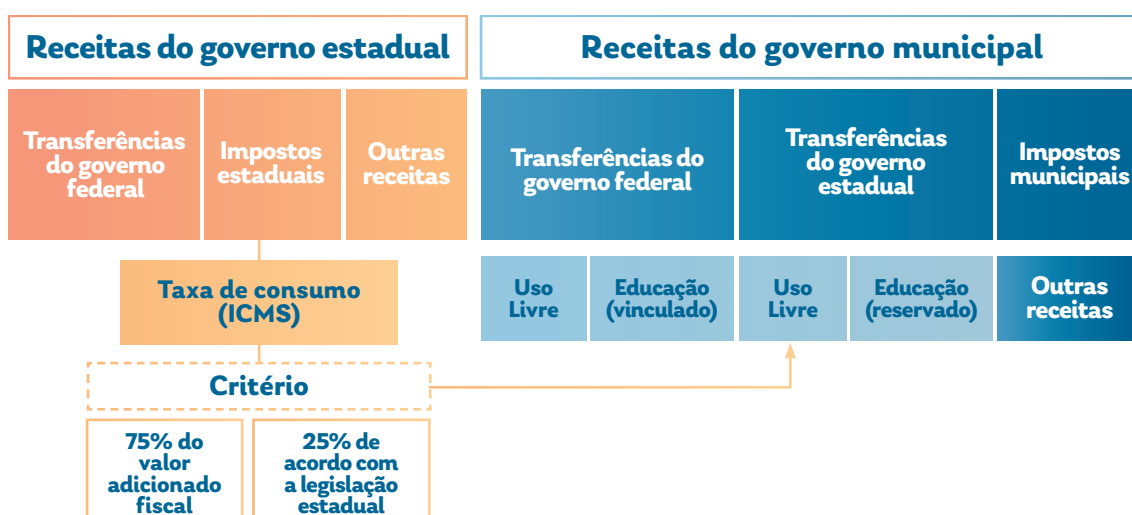 Receitas do governo estadual
Receitas do governo municipal
Transferências
do governo
federal
Impostos
estaduais
Outras
receitas
Transferências do
governo federal
Transferências
do governo
estadual
Impostos
municipais
Taxa de consumo
(ICMS)
Uso
Livre
Educação
(vinculado)
Uso
Livre
Educação
(reservado)
Outras
receitas
Critério
75% do
valor
adicionado
fiscal
25% de
acordo com
a legislação
estadual